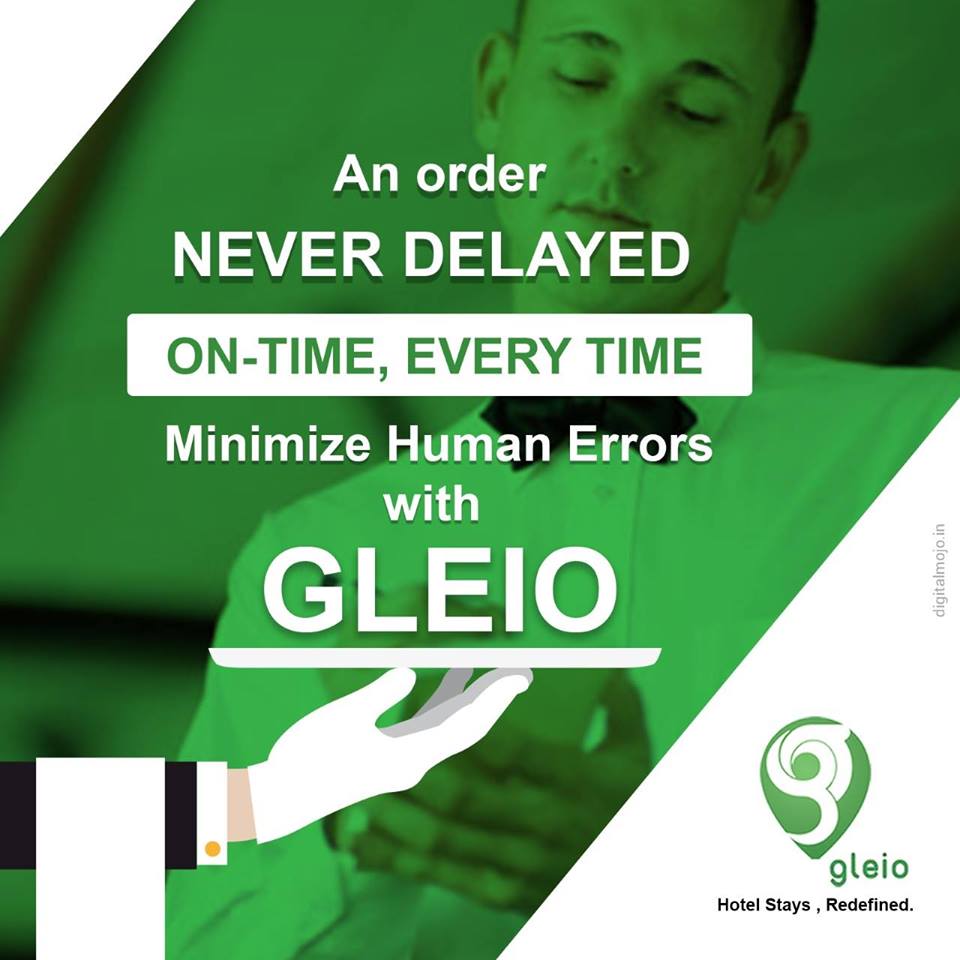 An order
NEVER DELAYED
ON-TIME, EVERY TIME
Minimize Human Errors
with
GLEIO
digitalmojo.in
gleio
Hotel Stays , Redefined.